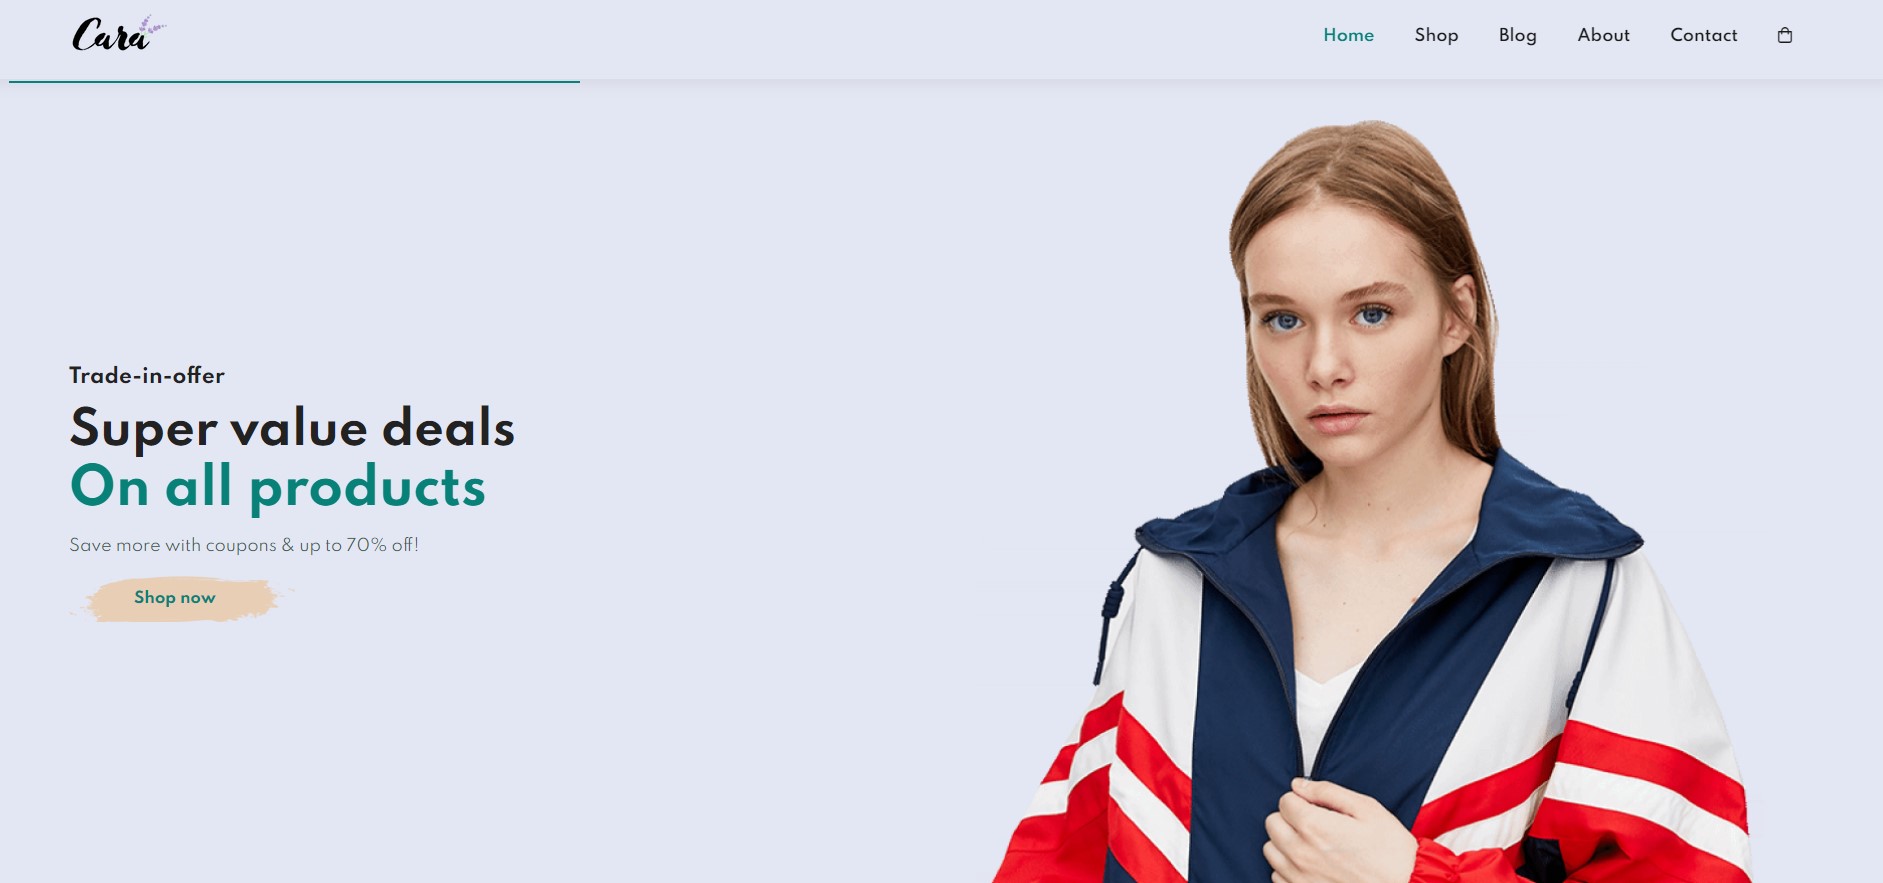 Cara
Home Shop Blog About Contact
Trade-in-offer
Super value deals
On all products
Save more with coupons & up to 70% off!
Shop now